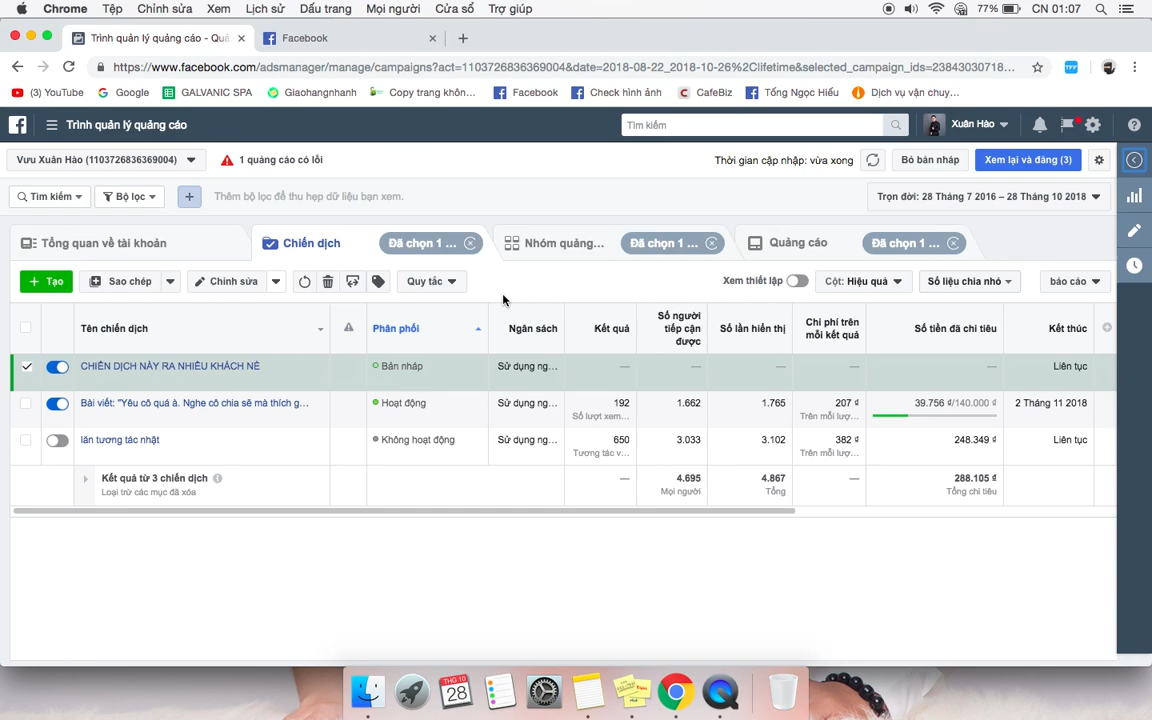 Chrome Tệp Chỉnh sửa Xem Lịch sử Dấu trang Mọi người Cửa sổ Trợ giúp 77% CN 01:07
Trình quản lý quảng cáo - Quả
Facebook
https://www.facebook.com/adsmanager/manage/campaigns?act=1103726836369004&date=2018-08-22_2018-10-26%2Clifetime&selected_campaign_ids=23843030718...
(3) YouTube Google GALVANIC SPA Giaohangnhanh Copy trang khôn... Facebook Check hình ảnh CafeBiz Tống Ngọc Hiếu Dịch vụ vận chuy...
Trình quản lý quảng cáo Tìm kiếm Xuân Hào
Vưu Xuân Hào (1103726836369004) 1 quảng cáo có lỗi Thời gian cập nhập: vừa xong Bỏ bản nháp Xem lại và đăng (3)
Tìm kiếm Bộ lọc Thêm bộ lọc để thu hẹp dữ liệu bạn xem. Trọn đời: 28 Tháng 7 2016 – 28 Tháng 10 2018
Tổng quan về tài khoản Chiến dịch Đã chọn 1 ... Nhóm quảng... Đã chọn 1 ... Quảng cáo Đã chọn 1 ...
Tạo Sao chép Chỉnh sửa Quy tắc Xem thiết lập Cột: Hiệu quả Số liệu chia nhỏ báo cáo
Tên chiến dịch Phân phối Ngân sách Kết quả Số người tiếp cận được Số lần hiển thị Chi phí trên mỗi kết quả Số tiền đã chi tiêu Kết thúc
CHIẾN DỊCH NÀY RA NHIỀU KHÁCH NÈ Bản nháp Sử dụng ng... — — — — — Liên tục
Bài viết: "Yêu cô quá à. Nghe cô chia sẽ mà thích g... Hoạt động Sử dụng ng... 192 1.662 1.765 207 ₫ 39.756 ₫/140.000 ₫ 2 Tháng 11 2018
Số lượt xem... Trên mỗi lượ...
lăn tương tác nhật Không hoạt động Sử dụng ng... 650 3.033 3.102 382 ₫ 248.349 ₫ Liên tục
Tương tác v... Trên mỗi lượ...
Kết quả từ 3 chiến dịch — 4.695 4.867 — 288.105 ₫
Loại trừ các mục đã xóa Mọi người Tổng Tổng chi tiêu
THG 10
28